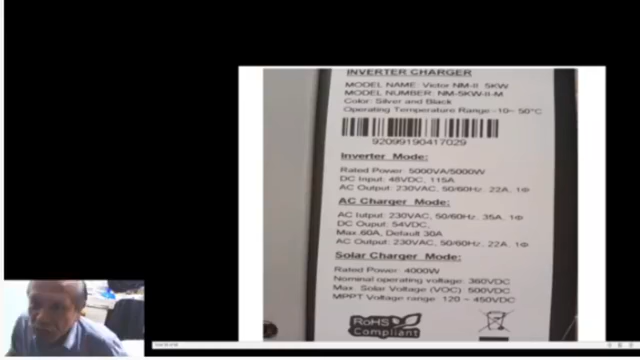 INVERTER CHARGER
MODEL NAME: Victor NM-II 5KW
MODEL NUMBER: NM-5KW-II-M
Color: Silver and Black
Operating Temperature Range -10~ 50°C
92099190417029
Inverter Mode:
Rated Power: 5000VA/5000W
DC Input: 48VDC, 115A
AC Output: 230VAC, 50/60Hz, 22A, 1Φ
AC Charger Mode:
AC Iutput: 230VAC, 50/60Hz, 35A, 1Φ
DC Ouput: 54VDC,
Max.60A, Default 30A
AC Output: 230VAC, 50/60Hz, 22A, 1Φ
Solar Charger Mode:
Rated Power: 4000W
Nominal operating voltage: 360VDC
Max. Solar Voltage (VOC) 500VDC
MPPT Voltage range 120 ~ 450VDC
RoHS
Compliant